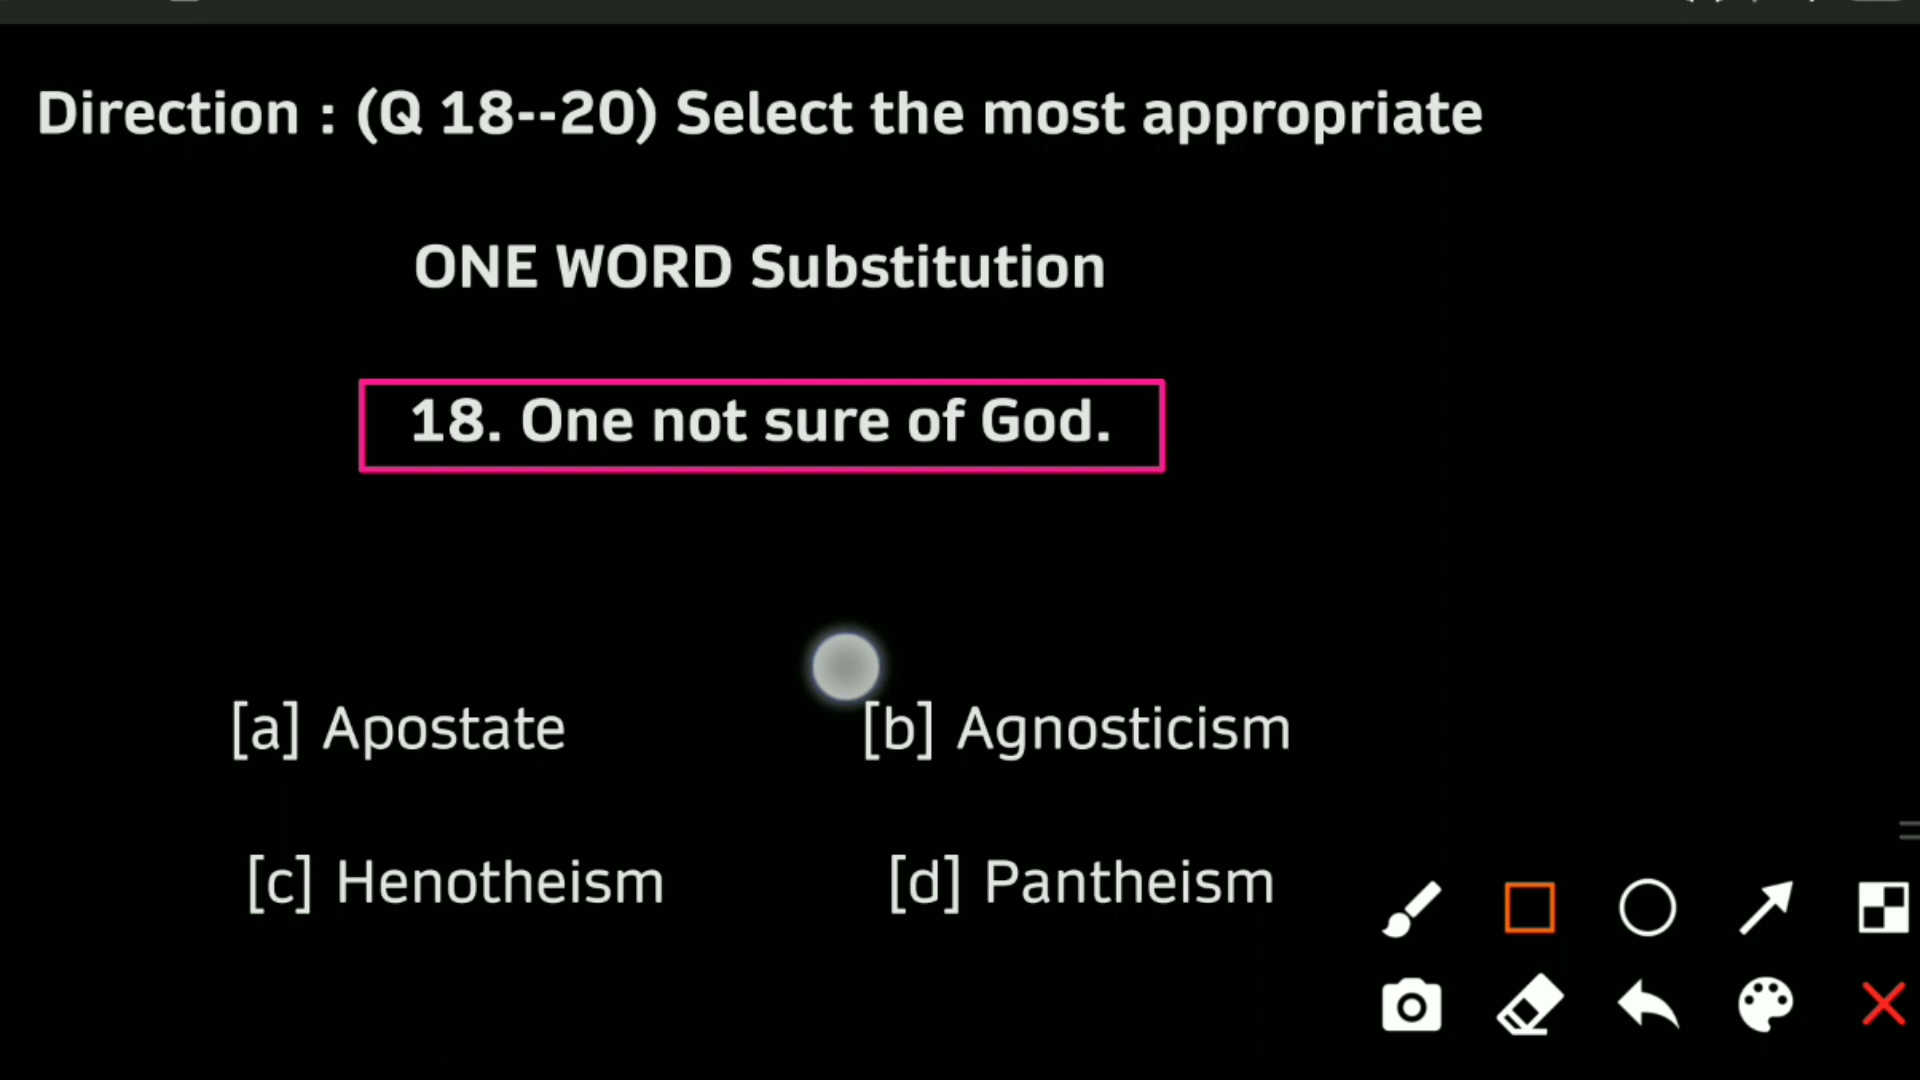 Direction : (Q 18--20) Select the most appropriate
ONE WORD Substitution
18. One not sure of God.
[a] Apostate [b] Agnosticism
[c] Henotheism [d] Pantheism